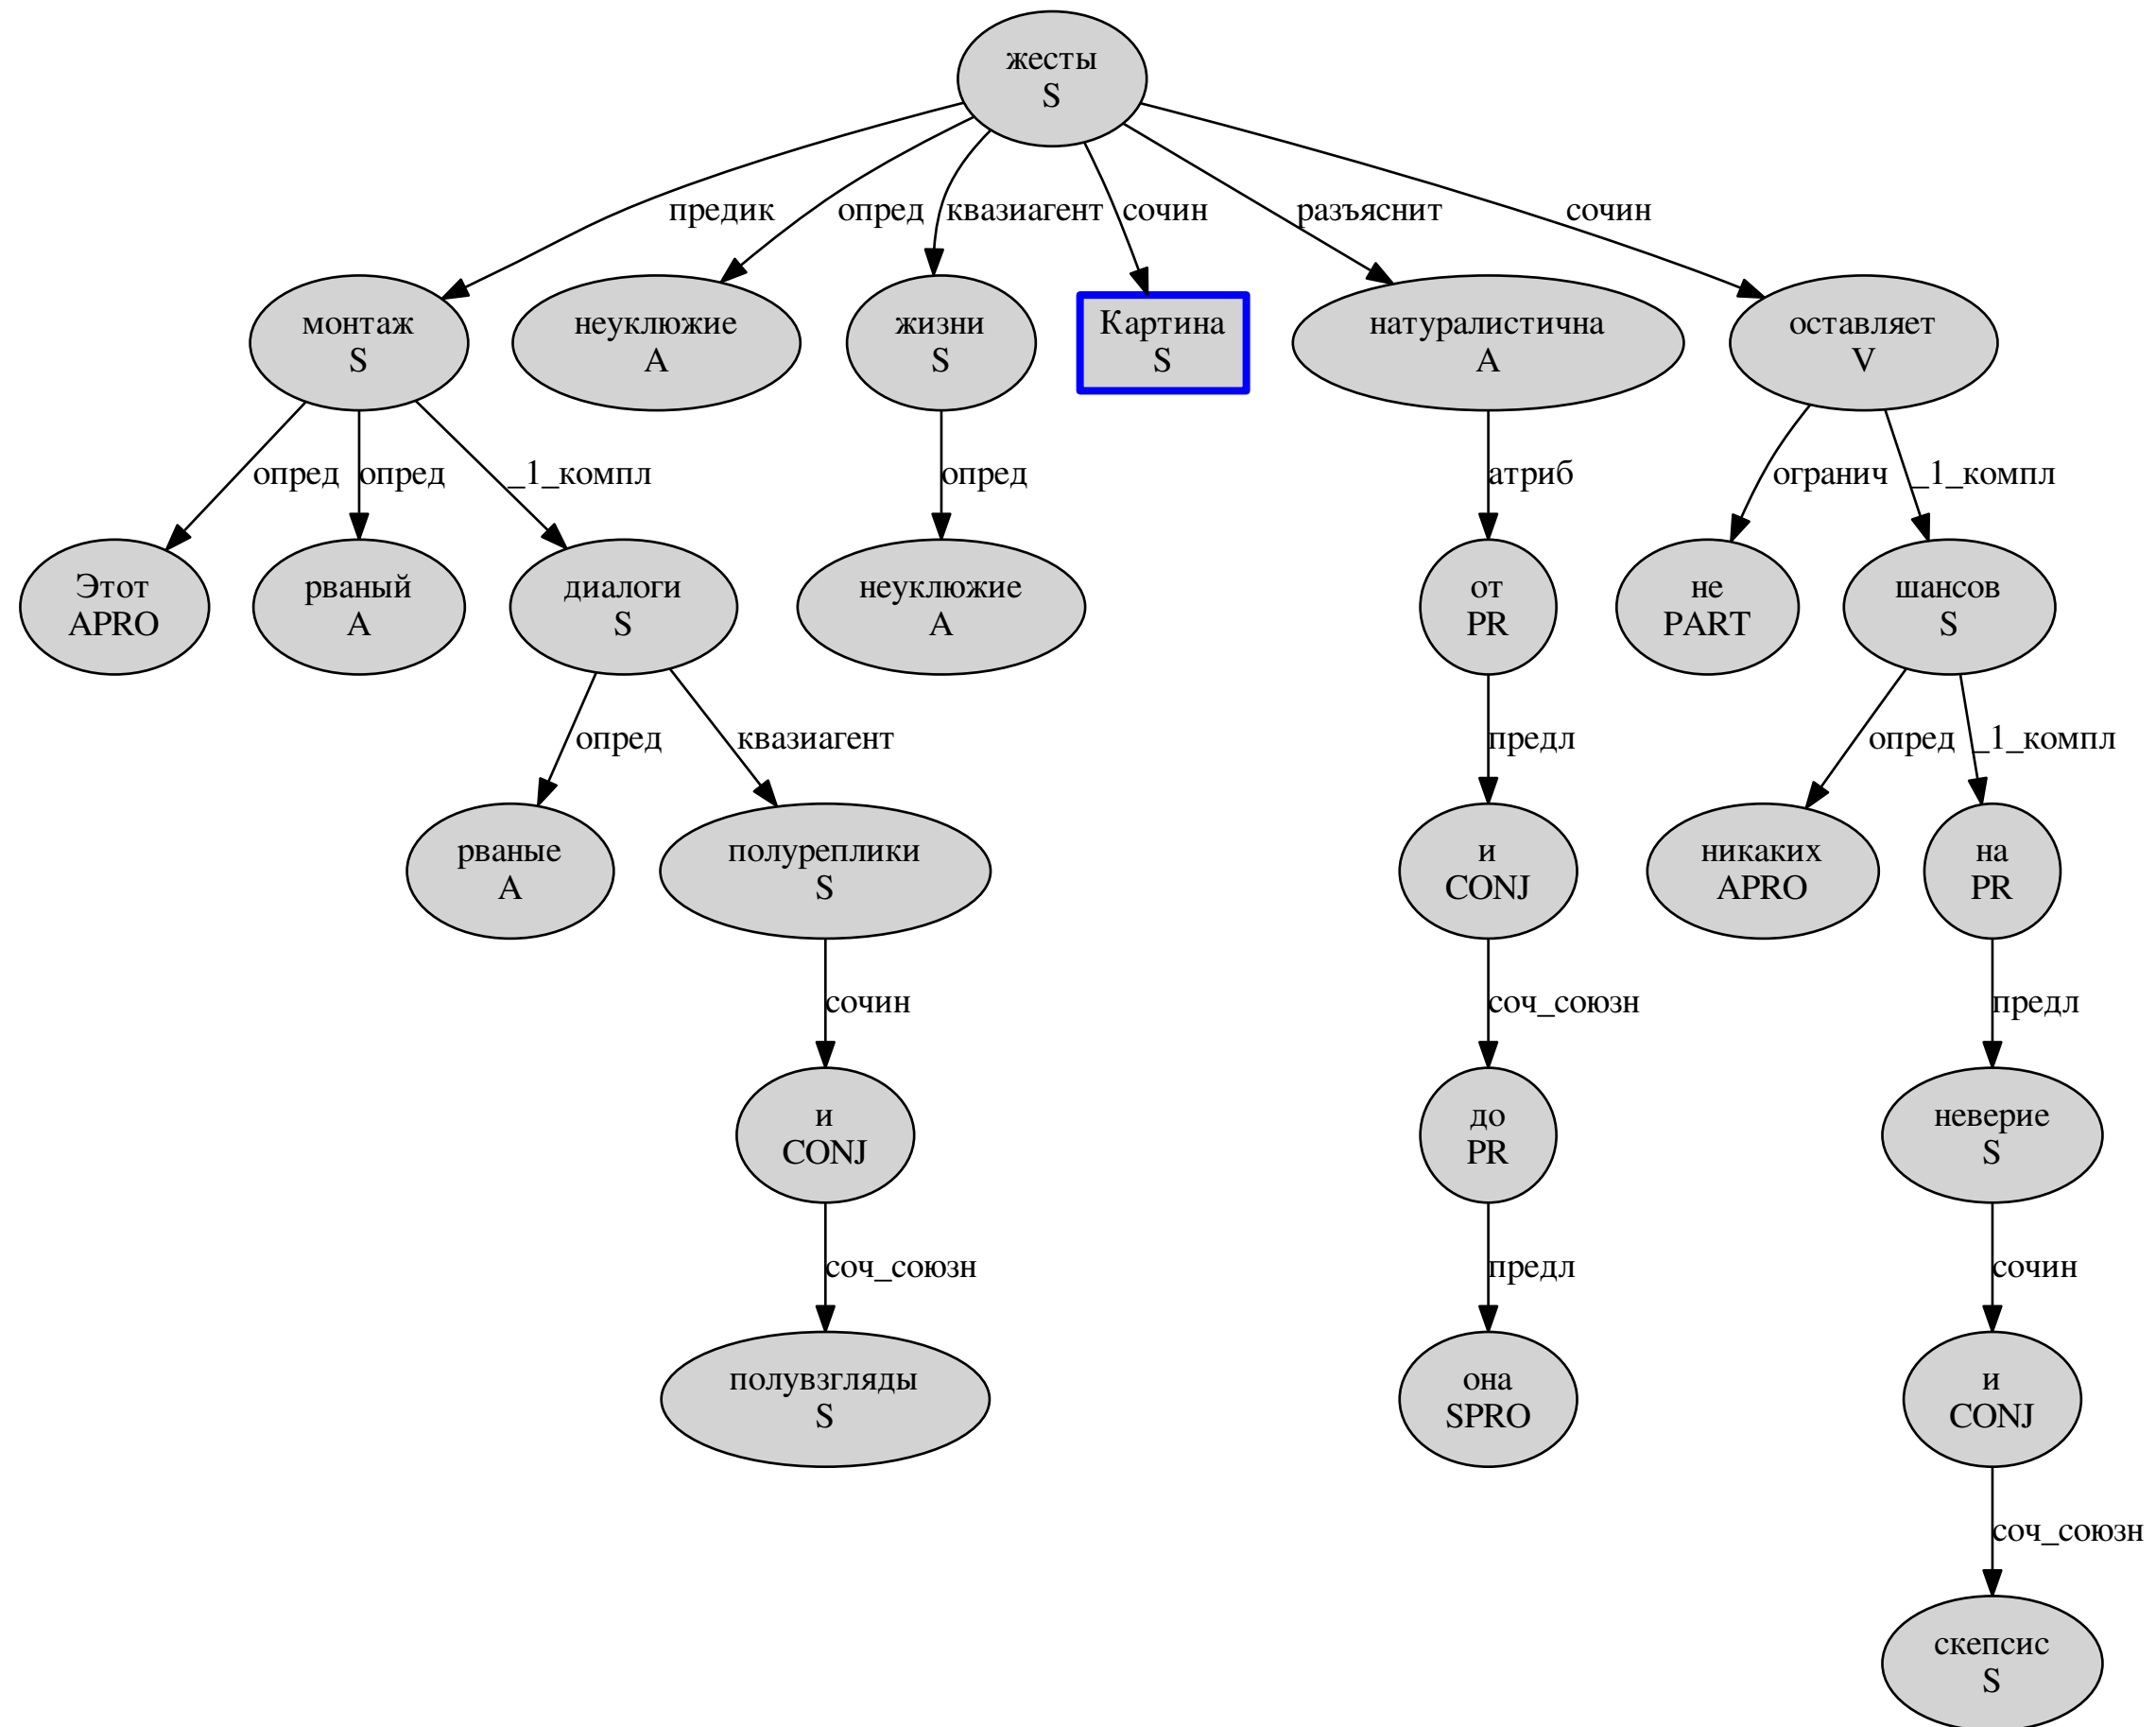 жесты
S
предик
опред
квазиагент
сочин
разъяснит
сочин
монтаж
S
неуклюжие
A
жизни
S
Картина
S
натуралистична
A
оставляет
V
опред
опред
_1_компл
опред
атриб
огранич
_1_компл
Этот
APRO
рваный
A
диалоги
S
неуклюжие
A
от
PR
не
PART
шансов
S
опред
квазиагент
предл
опред
_1_компл
рваные
A
полуреплики
S
и
CONJ
никаких
APRO
на
PR
сочин
соч_союзн
предл
и
CONJ
до
PR
неверие
S
соч_союзн
предл
сочин
полувзгляды
S
она
SPRO
и
CONJ
соч_союзн
скепсис
S